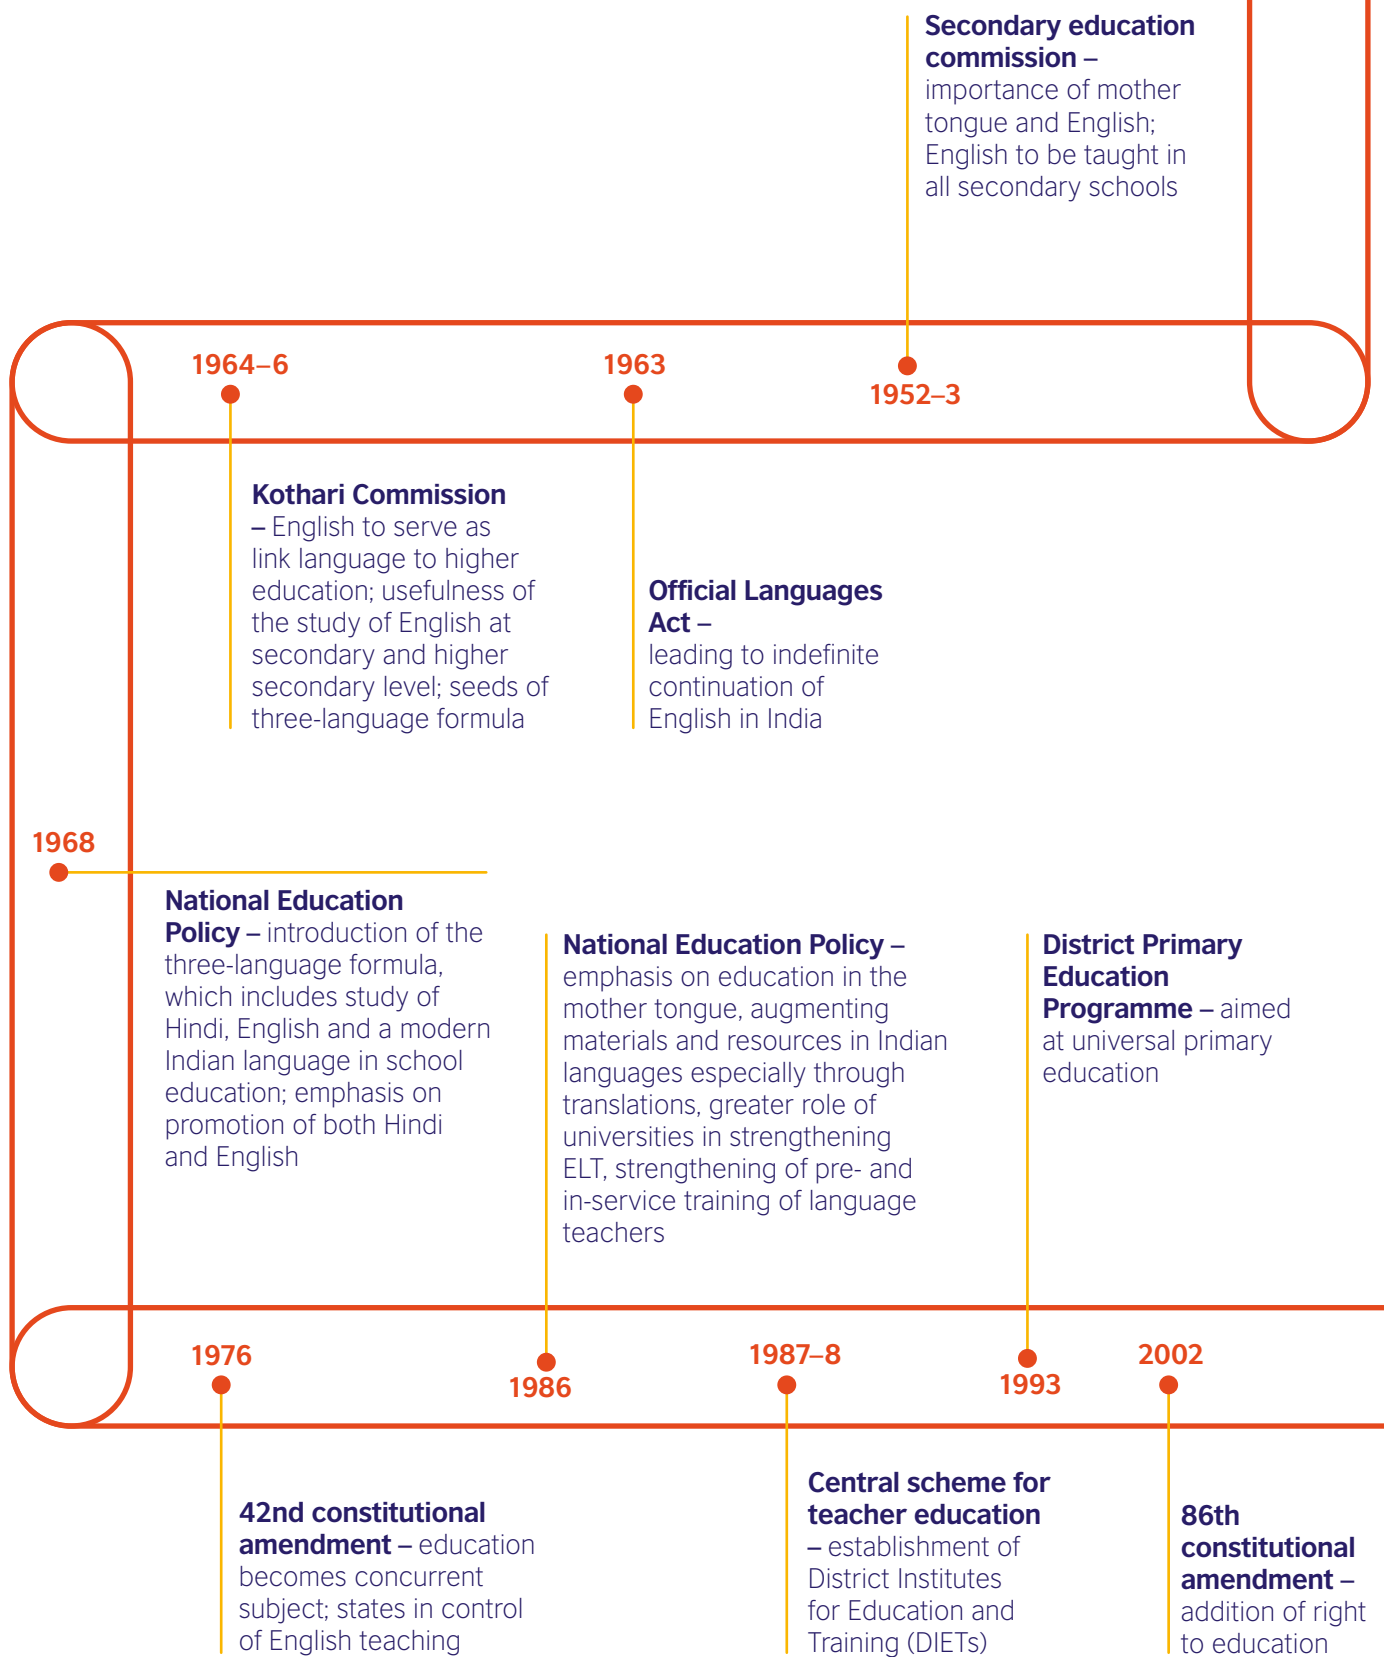 Secondary education
commission –
importance of mother
tongue and English;
English to be taught in
all secondary schools
1964–6
1963
1952–3
Kothari Commission
– English to serve as
link language to higher
education; usefulness of
the study of English at
secondary and higher
secondary level; seeds of
three-language formula
Official Languages
Act –
leading to indefinite
continuation of
English in India
1968
National Education
Policy – introduction of the
three-language formula,
which includes study of
Hindi, English and a modern
Indian language in school
education; emphasis on
promotion of both Hindi
and English
National Education Policy –
emphasis on education in the
mother tongue, augmenting
materials and resources in Indian
languages especially through
translations, greater role of
universities in strengthening
ELT, strengthening of pre- and
in-service training of language
teachers
District Primary
Education
Programme – aimed
at universal primary
education
1976
1986
1987–8
1993
2002
42nd constitutional
amendment – education
becomes concurrent
subject; states in control
of English teaching
Central scheme for
teacher education
– establishment of
District Institutes
for Education and
Training (DIETs)
86th
constitutional
amendment –
addition of right
to education